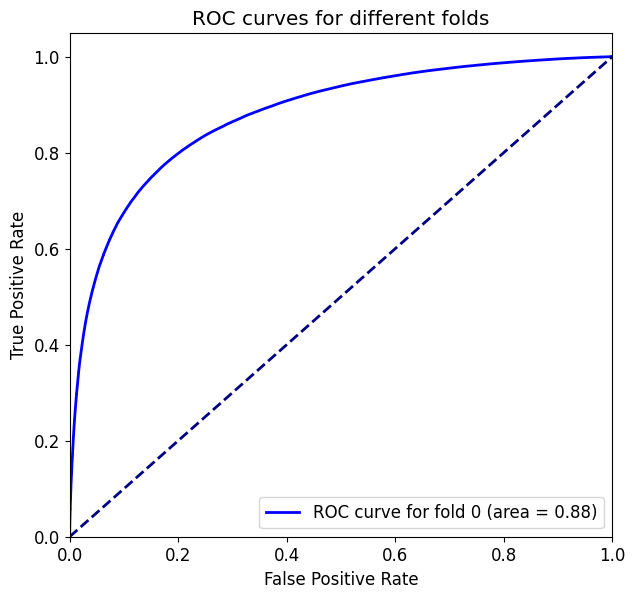 ROC curves for different folds
True Positive Rate
1.0
0.8
0.6
0.4
0.2
0.0
ROC curve for fold 0 (area = 0.88)
0.0 0.2 0.4 0.6 0.8 1.0
False Positive Rate